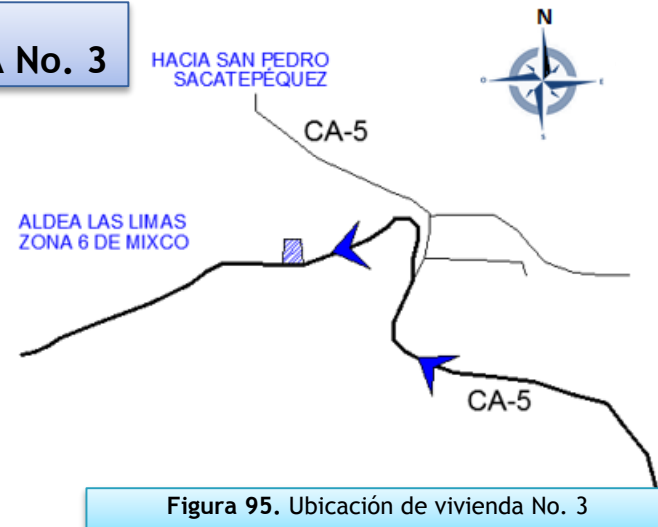 A No. 3
HACIA SAN PEDRO
SACATEPÉQUEZ
N
O
E
S
CA-5
ALDEA LAS LIMAS
ZONA 6 DE MIXCO
CA-5
Figura 95. Ubicación de vivienda No. 3